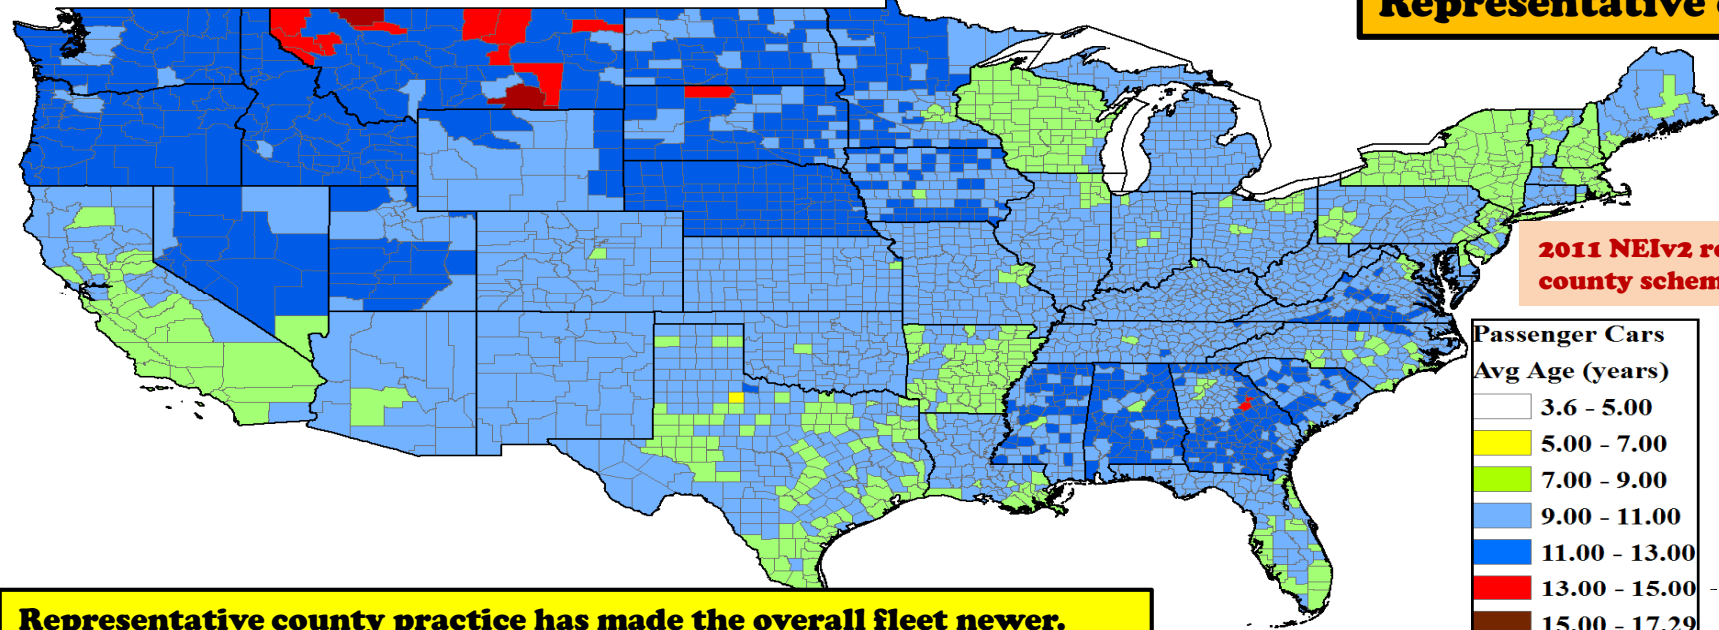 Representative
2011 NEIv2
county
Passenger Cars
Avg Age (years)
3.6 - 5.00
5.00 - 7.00
7.00 - 9.00
9.00 - 11.00
11.00 - 13.00
13.00 - 15.00 -
15.00 - 17.29
Representative county practice has made the overall fleet newer.